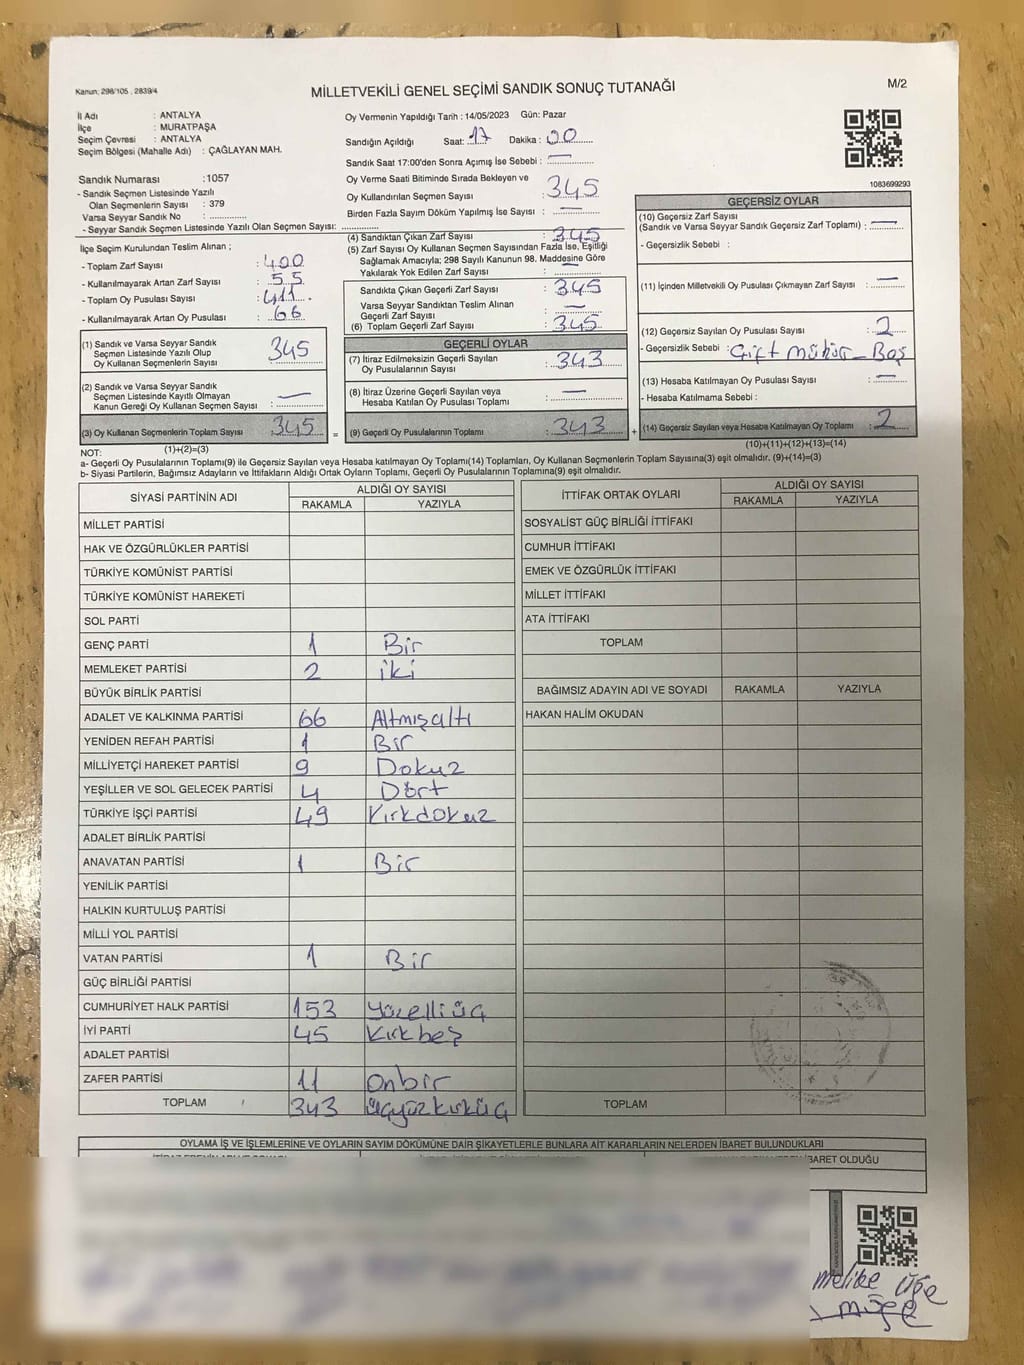 Kanun: 298/105 , 2839/4
MİLLETVEKİLİ GENEL SEÇİMİ SANDIK SONUÇ TUTANAĞI
M/2
İl Adı : ANTALYA
İlçe : MURATPAŞA
Seçim Çevresi : ANTALYA
Seçim Bölgesi (Mahalle Adı) : ÇAĞLAYAN MAH.
Sandık Numarası :1057
- Sandık Seçmen Listesinde Yazılı
Olan Seçmenlerin Sayısı : 379
Varsa Seyyar Sandık No :
- Seyyar Sandık Seçmen Listesinde Yazılı Olan Seçmen Sayısı:
İlçe Seçim Kurulundan Teslim Alınan ;
- Toplam Zarf Sayısı : 400
- Kullanılmayarak Artan Zarf Sayısı : 55
- Toplam Oy Pusulası Sayısı : 411
- Kullanılmayarak Artan Oy Pusulası : 66
(1) Sandık ve Varsa Seyyar Sandık
Seçmen Listesinde Yazılı Olup
Oy Kullanan Seçmenlerin Sayısı : 345
(2) Sandık ve Varsa Seyyar Sandık
Seçmen Listesinde Kayıtlı Olmayan
Kanun Gereği Oy Kullanan Seçmen Sayısı : —
(3) Oy Kullanan Seçmenlerin Toplam Sayısı : 345
Oy Vermenin Yapıldığı Tarih : 14/05/2023 Gün: Pazar
Sandığın Açıldığı Saat: 17 Dakika : 00
Sandık Saat 17:00'den Sonra Açımış İse Sebebi : —
Oy Verme Saati Bitiminde Sırada Bekleyen ve
Oy Kullandırılan Seçmen Sayısı : 345
Birden Fazla Sayım Döküm Yapılmış İse Sayısı : —
(4) Sandıktan Çıkan Zarf Sayısı : 345
(5) Zarf Sayısı Oy Kullanan Seçmen Sayısından Fazla İse, Eşitliği
Sağlamak Amacıyla; 298 Sayılı Kanunun 98. Maddesine Göre
Yakılarak Yok Edilen Zarf Sayısı : —
Sandıkta Çıkan Geçerli Zarf Sayısı : 345
Varsa Seyyar Sandıktan Teslim Alınan
Geçerli Zarf Sayısı : —
(6) Toplam Geçerli Zarf Sayısı : 345
GEÇERLİ OYLAR
(7) İtiraz Edilmeksizin Geçerli Sayılan
Oy Pusulalarının Sayısı : 343
(8) İtiraz Üzerine Geçerli Sayılan veya
Hesaba Katılan Oy Pusulası Toplamı : —
= (9) Geçerli Oy Pusulalarının Toplamı : 343
1083699293
GEÇERSİZ OYLAR
(10) Geçersiz Zarf Sayısı
(Sandık ve Varsa Seyyar Sandık Geçersiz Zarf Toplamı) : —
- Geçersizlik Sebebi :
(11) İçinden Milletvekili Oy Pusulası Çıkmayan Zarf Sayısı : —
(12) Geçersiz Sayılan Oy Pusulası Sayısı : 2
- Geçersizlik Sebebi : Çift mühür - Boş
(13) Hesaba Katılmayan Oy Pusulası Sayısı : —
- Hesaba Katılmama Sebebi :
+ (14) Geçersiz Sayılan veya Hesaba Katılmayan Oy Toplamı : 2
NOT: (1)+(2)=(3) (10)+(11)+(12)+(13)=(14)
a- Geçerli Oy Pusulalarının Toplamı(9) ile Geçersiz Sayılan veya Hesaba katılmayan Oy Toplamı(14) Toplamları, Oy Kullanan Seçmenlerin Toplam Sayısına(3) eşit olmalıdır. (9)+(14)=(3)
b- Siyasi Partilerin, Bağımsız Adayların ve İttifakların Aldığı Ortak Oyların Toplamı, Geçerli Oy Pusulalarının Toplamına(9) eşit olmalıdır.
SİYASİ PARTİNİN ADI ALDIĞI OY SAYISI
RAKAMLA YAZIYLA
MİLLET PARTİSİ
HAK VE ÖZGÜRLÜKLER PARTİSİ
TÜRKİYE KOMÜNİST PARTİSİ
TÜRKİYE KOMÜNİST HAREKETİ
SOL PARTİ
GENÇ PARTİ 1 Bir
MEMLEKET PARTİSİ 2 iki
BÜYÜK BİRLİK PARTİSİ
ADALET VE KALKINMA PARTİSİ 66 Altmışaltı
YENİDEN REFAH PARTİSİ 1 Bir
MİLLİYETÇİ HAREKET PARTİSİ 9 Dokuz
YEŞİLLER VE SOL GELECEK PARTİSİ 4 Dört
TÜRKİYE İŞÇİ PARTİSİ 49 Kırkdokuz
ADALET BİRLİK PARTİSİ
ANAVATAN PARTİSİ 1 Bir
YENİLİK PARTİSİ
HALKIN KURTULUŞ PARTİSİ
MİLLİ YOL PARTİSİ
VATAN PARTİSİ 1 Bir
GÜÇ BİRLİĞİ PARTİSİ
CUMHURİYET HALK PARTİSİ 153 Yüzelliüç
İYİ PARTİ 45 Kırkbeş
ADALET PARTİSİ
ZAFER PARTİSİ 11 Onbir
TOPLAM 343 üçyüzkırküç
İTTİFAK ORTAK OYLARI ALDIĞI OY SAYISI
RAKAMLA YAZIYLA
SOSYALİST GÜÇ BİRLİĞİ İTTİFAKI
CUMHUR İTTİFAKI
EMEK VE ÖZGÜRLÜK İTTİFAKI
MİLLET İTTİFAKI
ATA İTTİFAKI
TOPLAM
BAĞIMSIZ ADAYIN ADI VE SOYADI RAKAMLA YAZIYLA
HAKAN HALİM OKUDAN
TOPLAM
OYLAMA İŞ VE İŞLEMLERİNE VE OYLARIN SAYIM DÖKÜMÜNE DAİR ŞİKAYETLERLE BUNLARA AİT KARARLARIN NELERDEN İBARET BULUNDUKLARI
İBARET OLDUĞU
melike